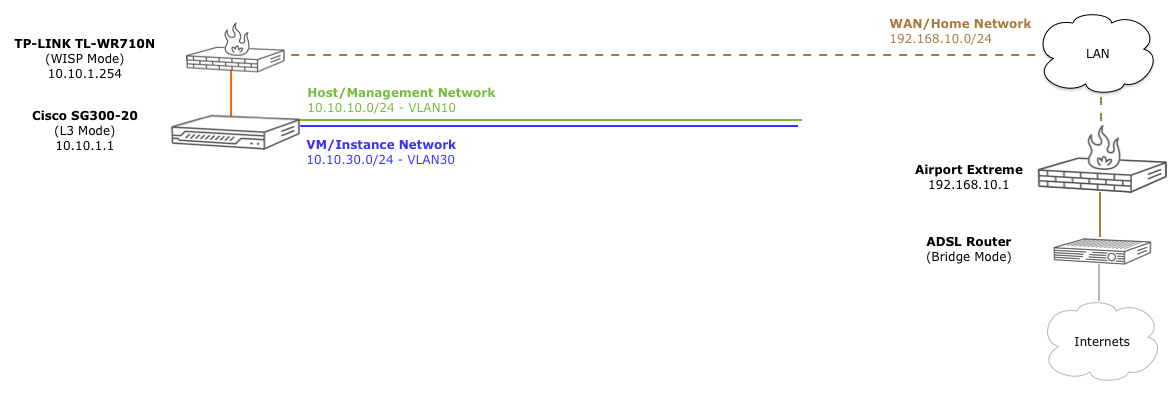 TP-LINK TL-WR710N
(WISP Mode)
10.10.1.254
WAN/Home Network
192.168.10.0/24
LAN
Cisco SG300-20
(L3 Mode)
10.10.1.1
Host/Management Network
10.10.10.0/24 - VLAN10
VM/Instance Network
10.10.30.0/24 - VLAN30
Airport Extreme
192.168.10.1
ADSL Router
(Bridge Mode)
Internets